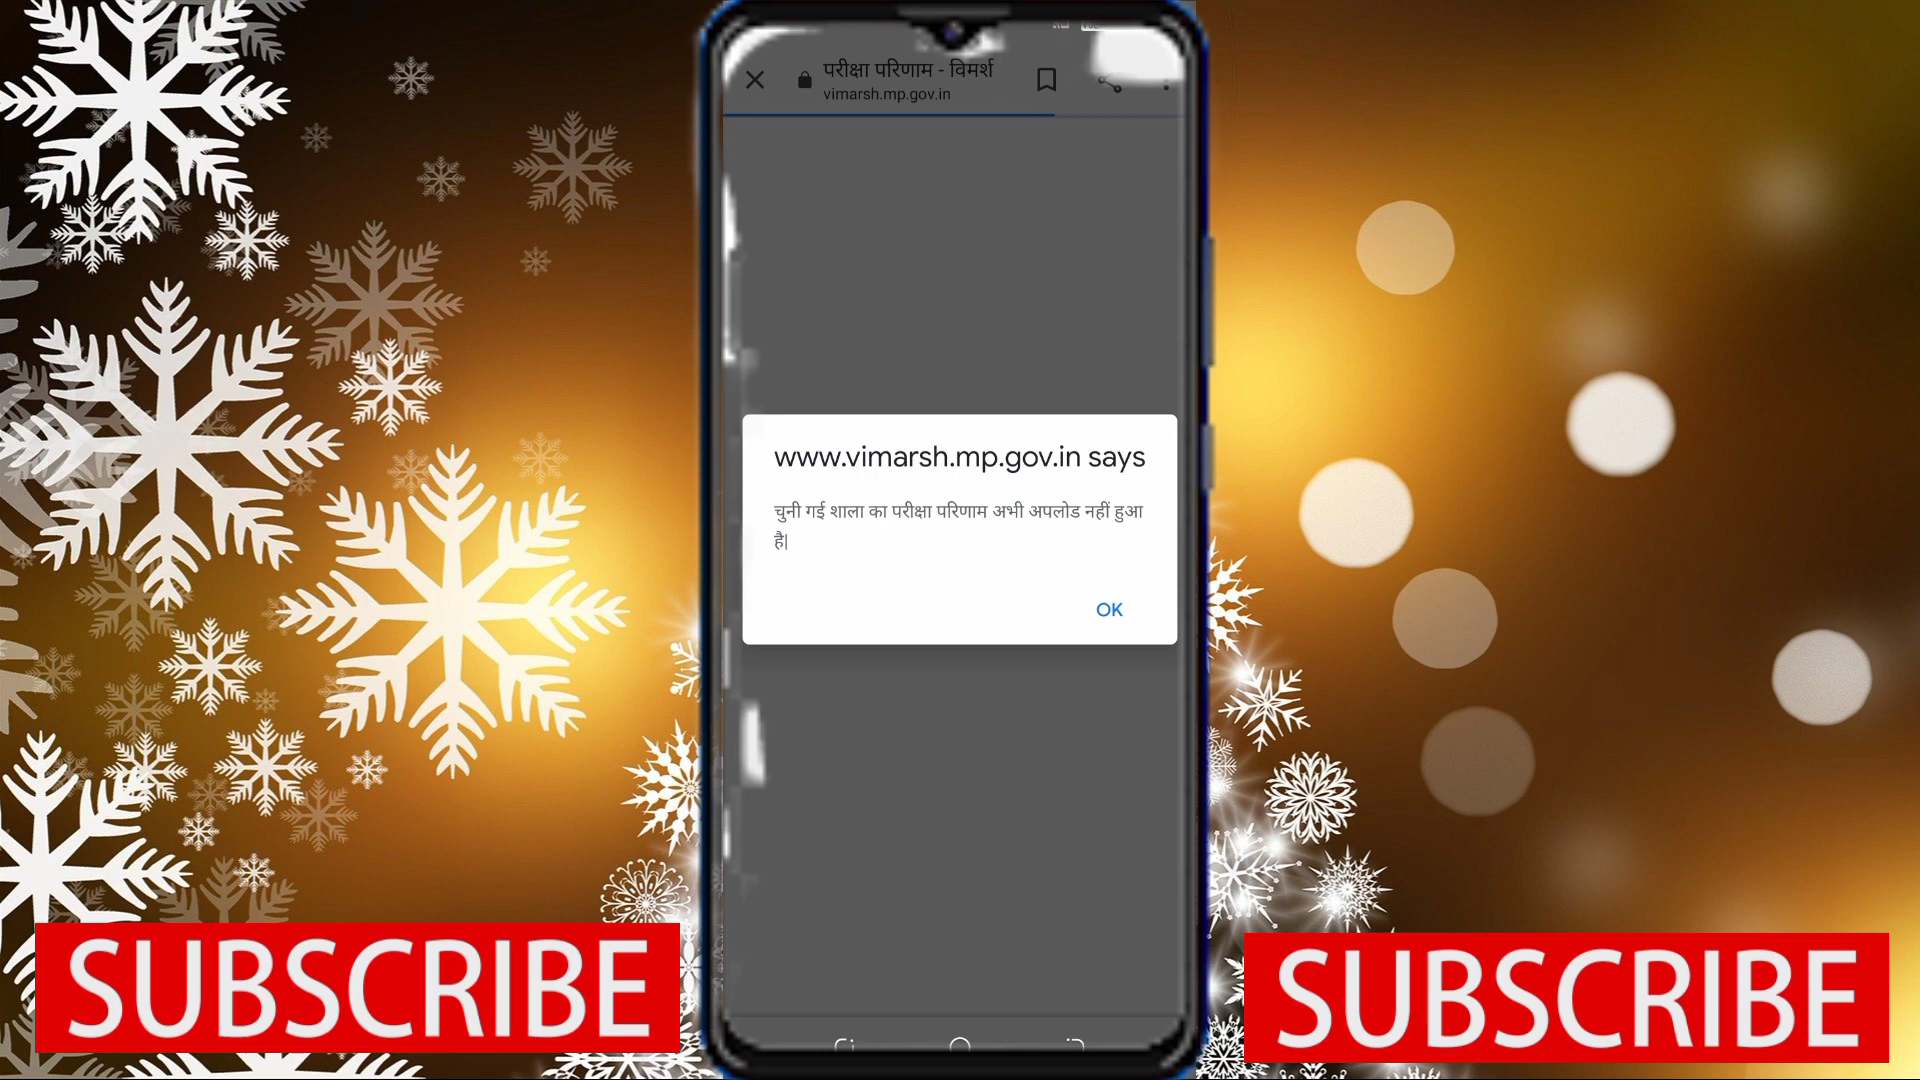 परीक्षा परिणाम - विमर्श
vimarsh.mp.gov.in
www.vimarsh.mp.gov.in says
चुनी गई शाला का परीक्षा परिणाम अभी अपलोड नहीं हुआ
है|
OK
SUBSCRIBE
SUBSCRIBE